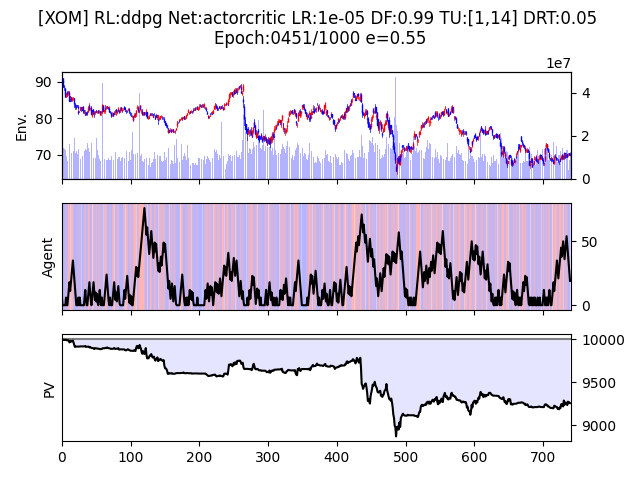 [XOM] RL:ddpg Net:actorcritic LR:1e-05 DF:0.99 TU:[1,14] DRT:0.05
Epoch:0451/1000 e=0.55
1e7
90
80
70
Env.
4
2
0
Agent
50
0
PV
10000
9500
9000
0 100 200 300 400 500 600 700